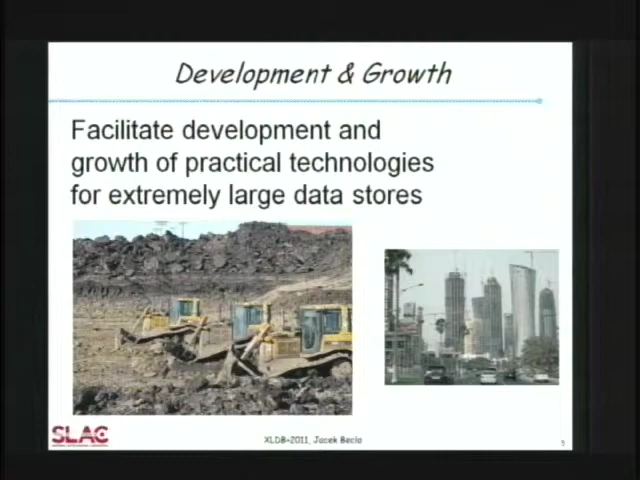 Development & Growth
Facilitate development and
growth of practical technologies
for extremely large data stores
SLAC
XLDB-2011, Jacek Becla
5